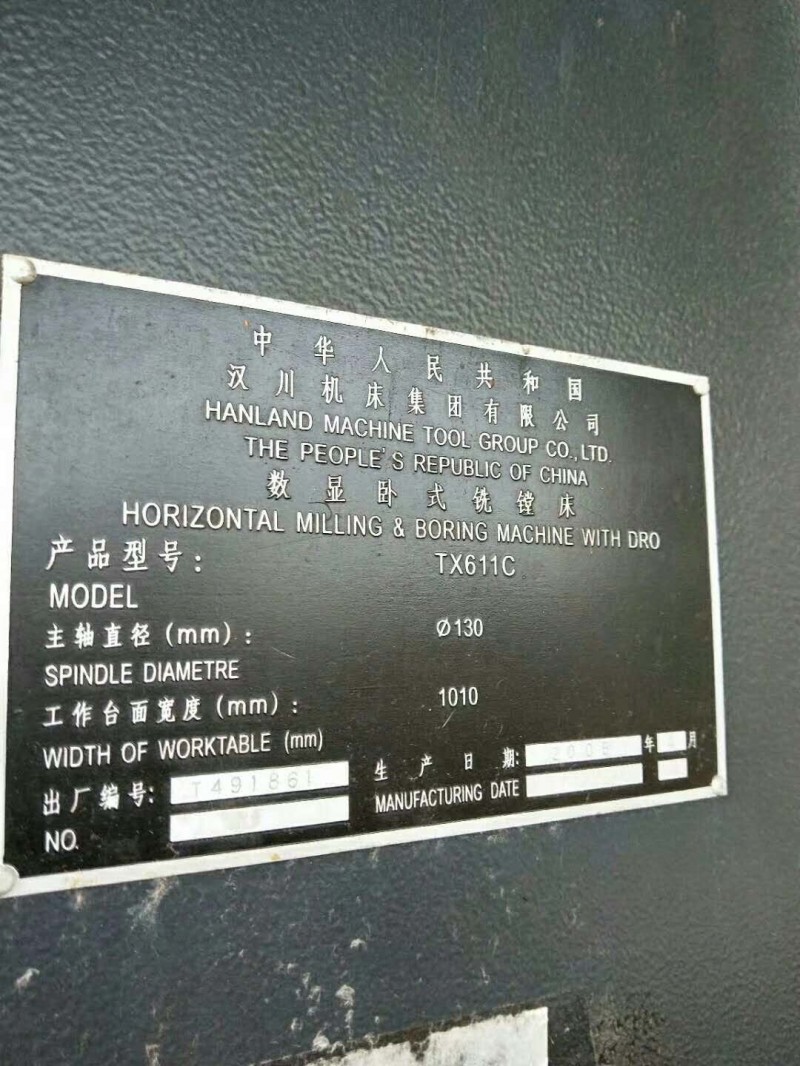 中华人民共和国
汉川机床集团有限公司
HANLAND MACHINE TOOL GROUP CO., LTD.
THE PEOPLE'S REPUBLIC OF CHINA
数显卧式铣镗床
HORIZONTAL MILLING & BORING MACHINE WITH DRO
产品型号: TX611C
MODEL
主轴直径(mm): Ø130
SPINDLE DIAMETRE
工作台面宽度(mm): 1010
WIDTH OF WORKTABLE (mm)
出厂编号: T491861 生产日期: 年 月
NO. MANUFACTURING DATE